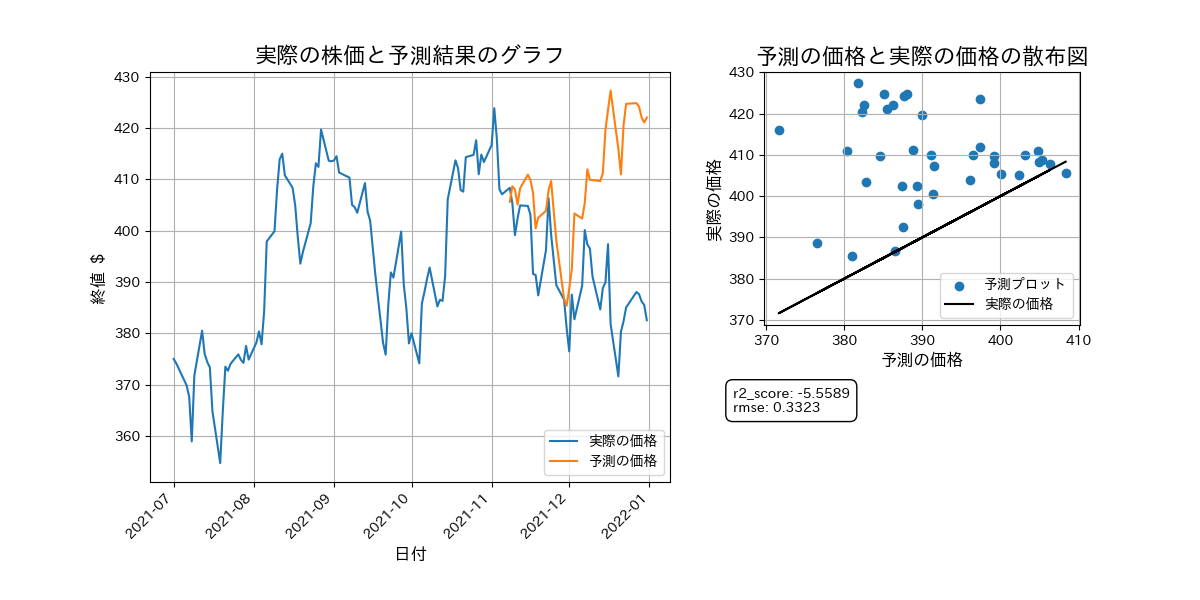 実際の株価と予測結果のグラフ
430
420
410
400
390
380
370
360
終値 $
2021-07
2021-08
2021-09
2021-10
2021-11
2021-12
2022-01
日付
実際の価格
予測の価格
予測の価格と実際の価格の散布図
430
420
410
400
390
380
370
実際の価格
370
380
390
400
410
予測の価格
予測プロット
実際の価格
r2_score: -5.5589
rmse: 0.3323